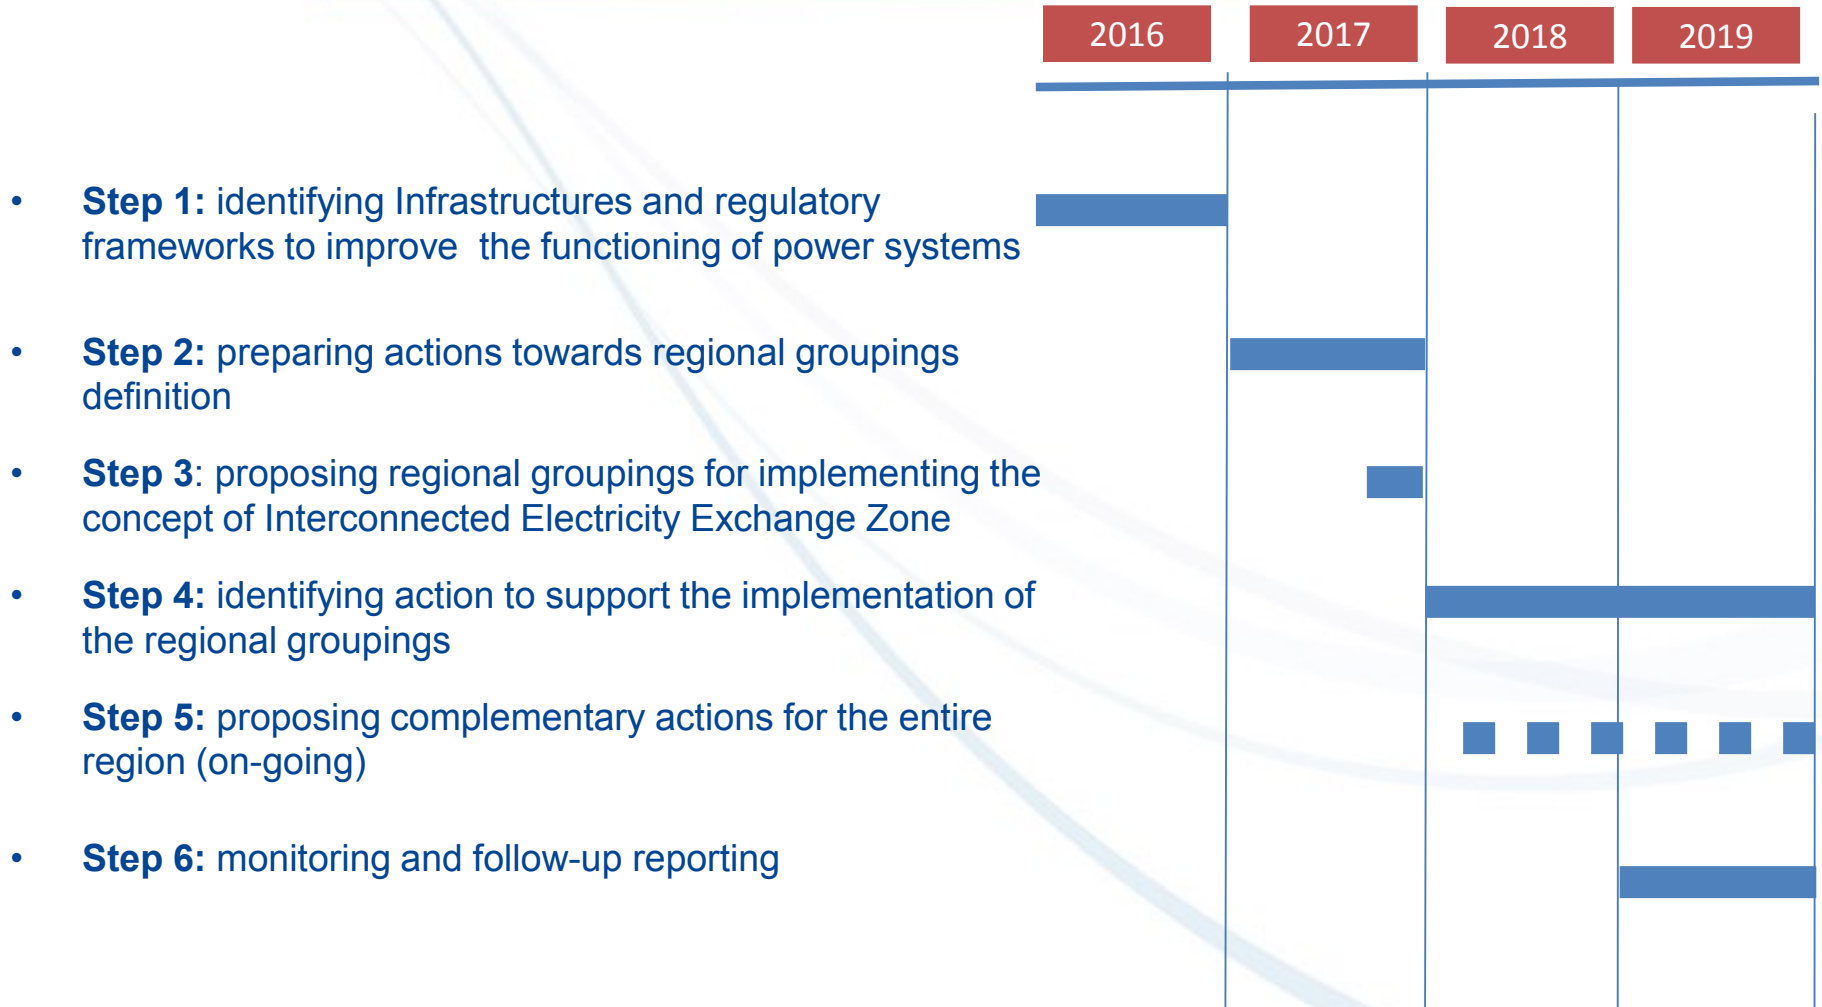 2016 2017 2018 2019
• Step 1: identifying Infrastructures and regulatory
frameworks to improve  the functioning of power systems
• Step 2: preparing actions towards regional groupings
definition
• Step 3: proposing regional groupings for implementing the
concept of Interconnected Electricity Exchange Zone
• Step 4: identifying action to support the implementation of
the regional groupings
• Step 5: proposing complementary actions for the entire
region (on-going)
• Step 6: monitoring and follow-up reporting